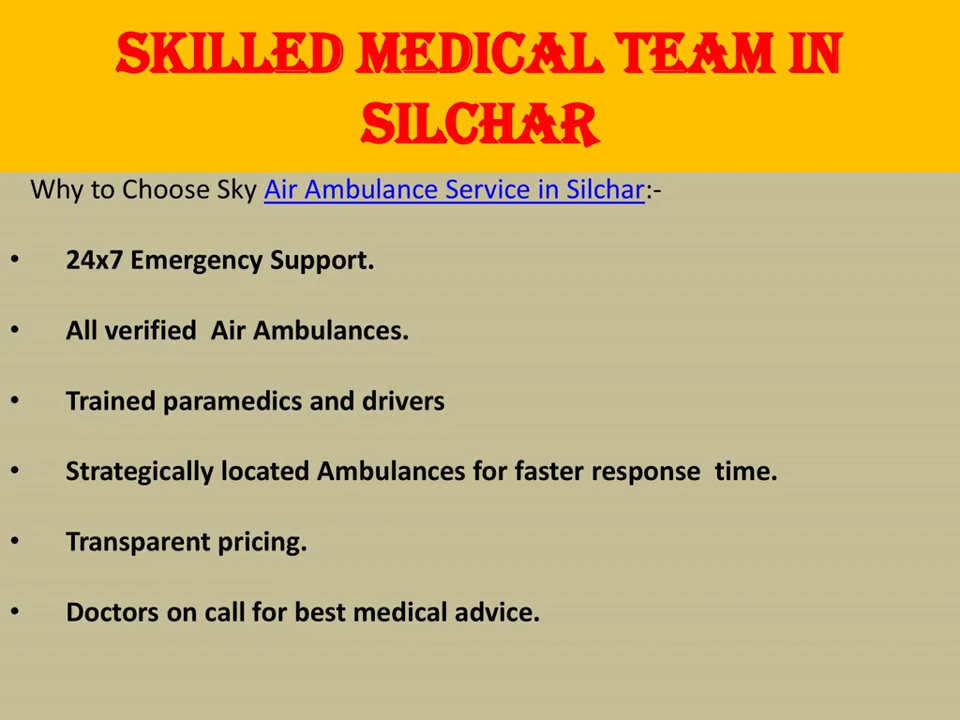 SKILLED MEDICAL TEAM IN
SILCHAR
Why to Choose Sky Air Ambulance Service in Silchar:-
• 24x7 Emergency Support.
• All verified  Air Ambulances.
• Trained paramedics and drivers
• Strategically located Ambulances for faster response  time.
• Transparent pricing.
• Doctors on call for best medical advice.